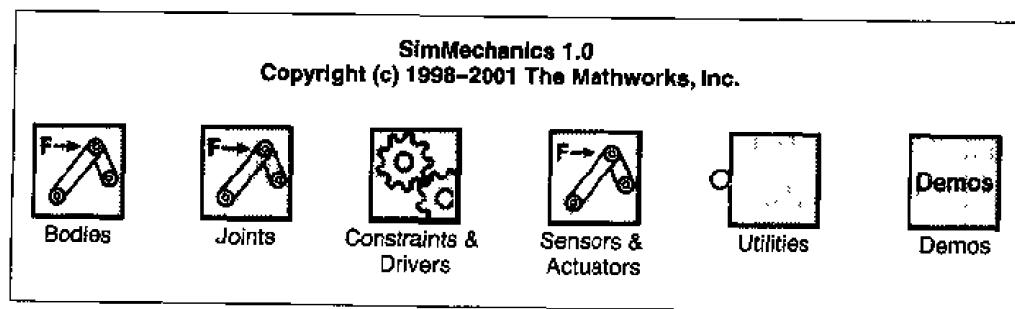 SimMechanics 1.0
Copyright (c) 1998–2001 The Mathworks, Inc.
F
F
F
Demos
Bodies
Joints
Constraints &
Drivers
Sensors &
Actuators
Utilities
Demos